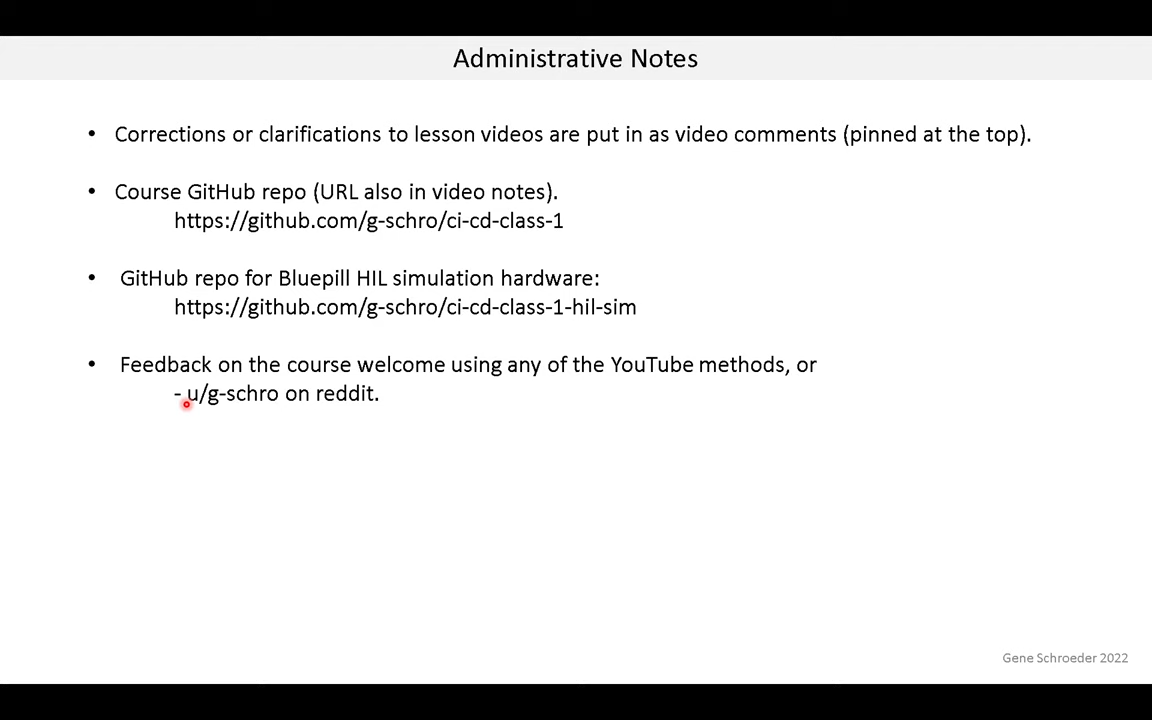 Administrative Notes
• Corrections or clarifications to lesson videos are put in as video comments (pinned at the top).
• Course GitHub repo (URL also in video notes).
https://github.com/g-schro/ci-cd-class-1
• GitHub repo for Bluepill HIL simulation hardware:
https://github.com/g-schro/ci-cd-class-1-hil-sim
• Feedback on the course welcome using any of the YouTube methods, or
- u/g-schro on reddit.
Gene Schroeder 2022